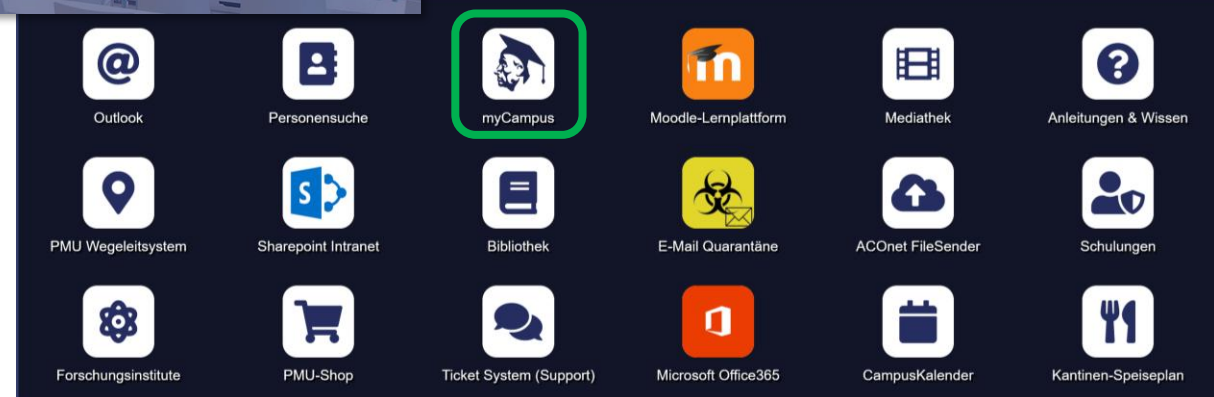 Outlook
Personensuche
myCampus
Moodle-Lernplattform
Mediathek
Anleitungen & Wissen
PMU Wegeleitsystem
Sharepoint Intranet
Bibliothek
E-Mail Quarantäne
ACOnet FileSender
Schulungen
Forschungsinstitute
PMU-Shop
Ticket System (Support)
Microsoft Office365
CampusKalender
Kantinen-Speiseplan